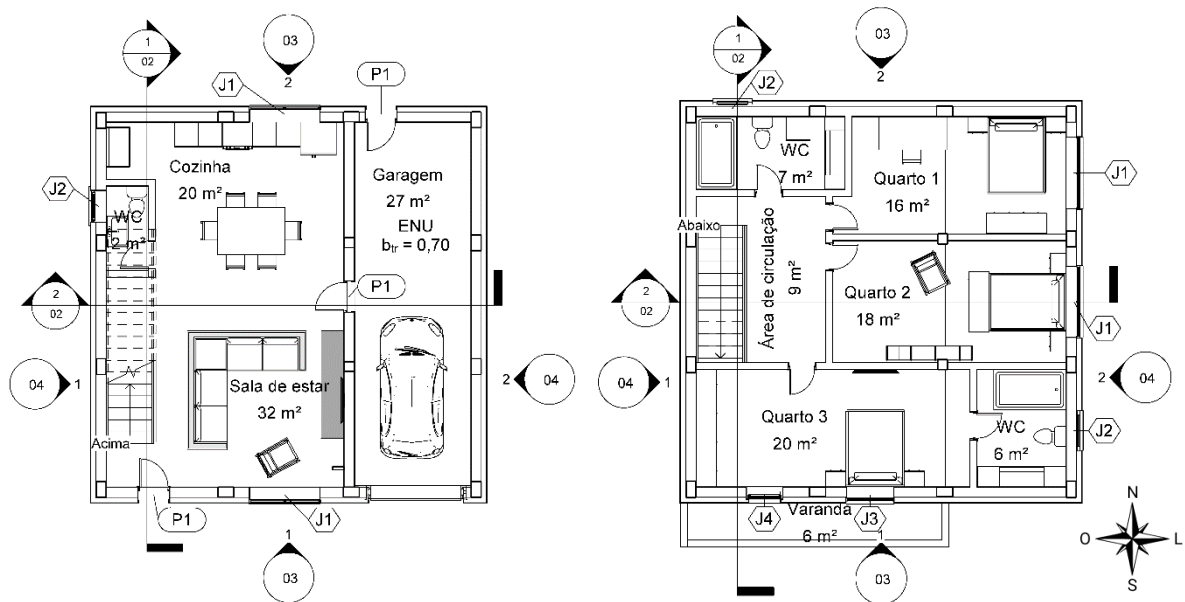 1
02
03
2
J1
P1
Cozinha
20 m²
Garagem
27 m²
ENU
btr = 0,70
J2
WC
2 m²
P1
2
02
04
1
2
04
Sala de estar
32 m²
Acima
P1
J1
1
03
1
02
03
2
J2
WC
7 m²
Quarto 1
16 m²
J1
Abaixo
Área de circulação
9 m²
2
02
Quarto 2
18 m²
J1
04
1
2
04
Quarto 3
20 m²
WC
6 m²
J2
J4
Varanda
6 m²
J3
1
03
N
O
L
S